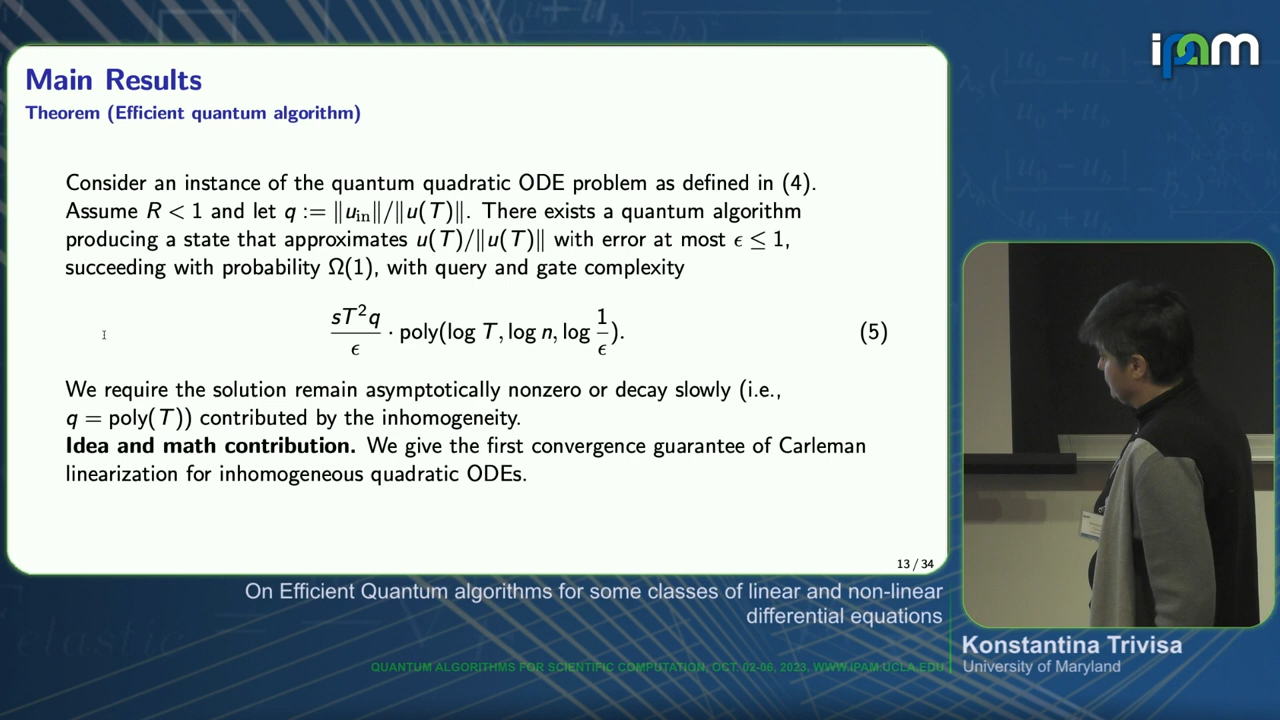 ipam
Main Results
Theorem (Efficient quantum algorithm)
Consider an instance of the quantum quadratic ODE problem as defined in (4).
Assume R < 1 and let q := ‖u_in‖/‖u(T)‖. There exists a quantum algorithm
producing a state that approximates u(T)/‖u(T)‖ with error at most ϵ ≤ 1,
succeeding with probability Ω(1), with query and gate complexity
sT²q/ϵ · poly(log T, log n, log 1/ϵ). (5)
We require the solution remain asymptotically nonzero or decay slowly (i.e.,
q = poly(T)) contributed by the inhomogeneity.
Idea and math contribution. We give the first convergence guarantee of Carleman
linearization for inhomogeneous quadratic ODEs.
13 / 34
On Efficient Quantum algorithms for some classes of linear and non-linear
differential equations
Konstantina Trivisa
University of Maryland
QUANTUM ALGORITHMS FOR SCIENTIFIC COMPUTATION, OCT. 02-06, 2023, WWW.IPAM.UCLA.EDU
elastic